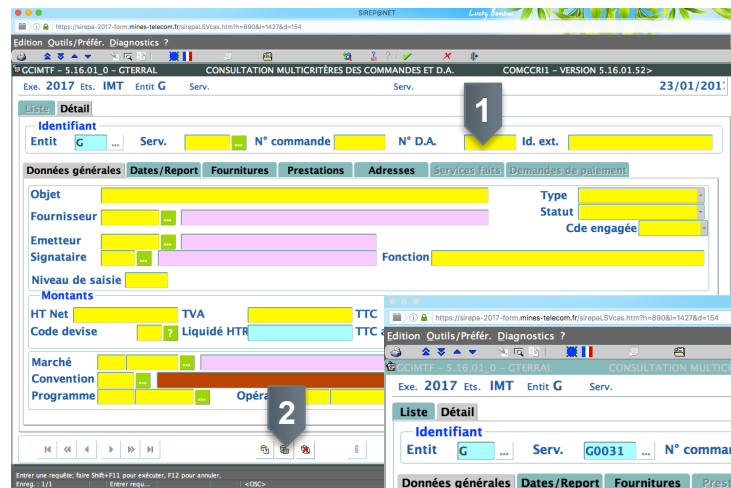 SIREP@NET
https://sirepa-2017-form.mines-telecom.fr/sirepaLSVcas.htm?h=890&l=1427&d=154
Edition Outils/Préfér. Diagnostics ?
GCIMTF - 5.16.01_0 - GTERRAL CONSULTATION MULTICRITÈRES DES COMMANDES ET D.A. COMCCRI1 - VERSION 5.16.01.52>
Exe. 2017 Ets. IMT Entit G Serv. Serv. 23/01/201
Liste Détail
Identifiant
Entit G ... Serv. ... N° commande N° D.A. Id. ext.
1
Données générales Dates/Report Fournitures Prestations Adresses Services faits Demandes de paiement
Objet Type
Fournisseur ... Statut
Cde engagée
Emetteur ...
Signataire ... Fonction
Niveau de saisie
Montants
HT Net TVA TTC
Code devise ? Liquidé HTR TTC
Marché ...
Convention ...
Programme ... Opéra
2
Entrer une requête; faire Shift+F11 pour exécuter, F12 pour annuler.
Enreg. : 1/1 Entrer requ... <OSC>
https://sirepa-2017-form.mines-telecom.fr/sirepaLSVcas.htm?h=890&l=1427&d=154
Edition Outils/Préfér. Diagnostics ?
GCIMTF - 5.16.01_0 - GTERRAL CONSULTATION MULTIC
Exe. 2017 Ets. IMT Entit G Serv.
Liste Détail
Identifiant
Entit G ... Serv. G0031 ... N° comma
Données générales Dates/Report Fournitures Pres